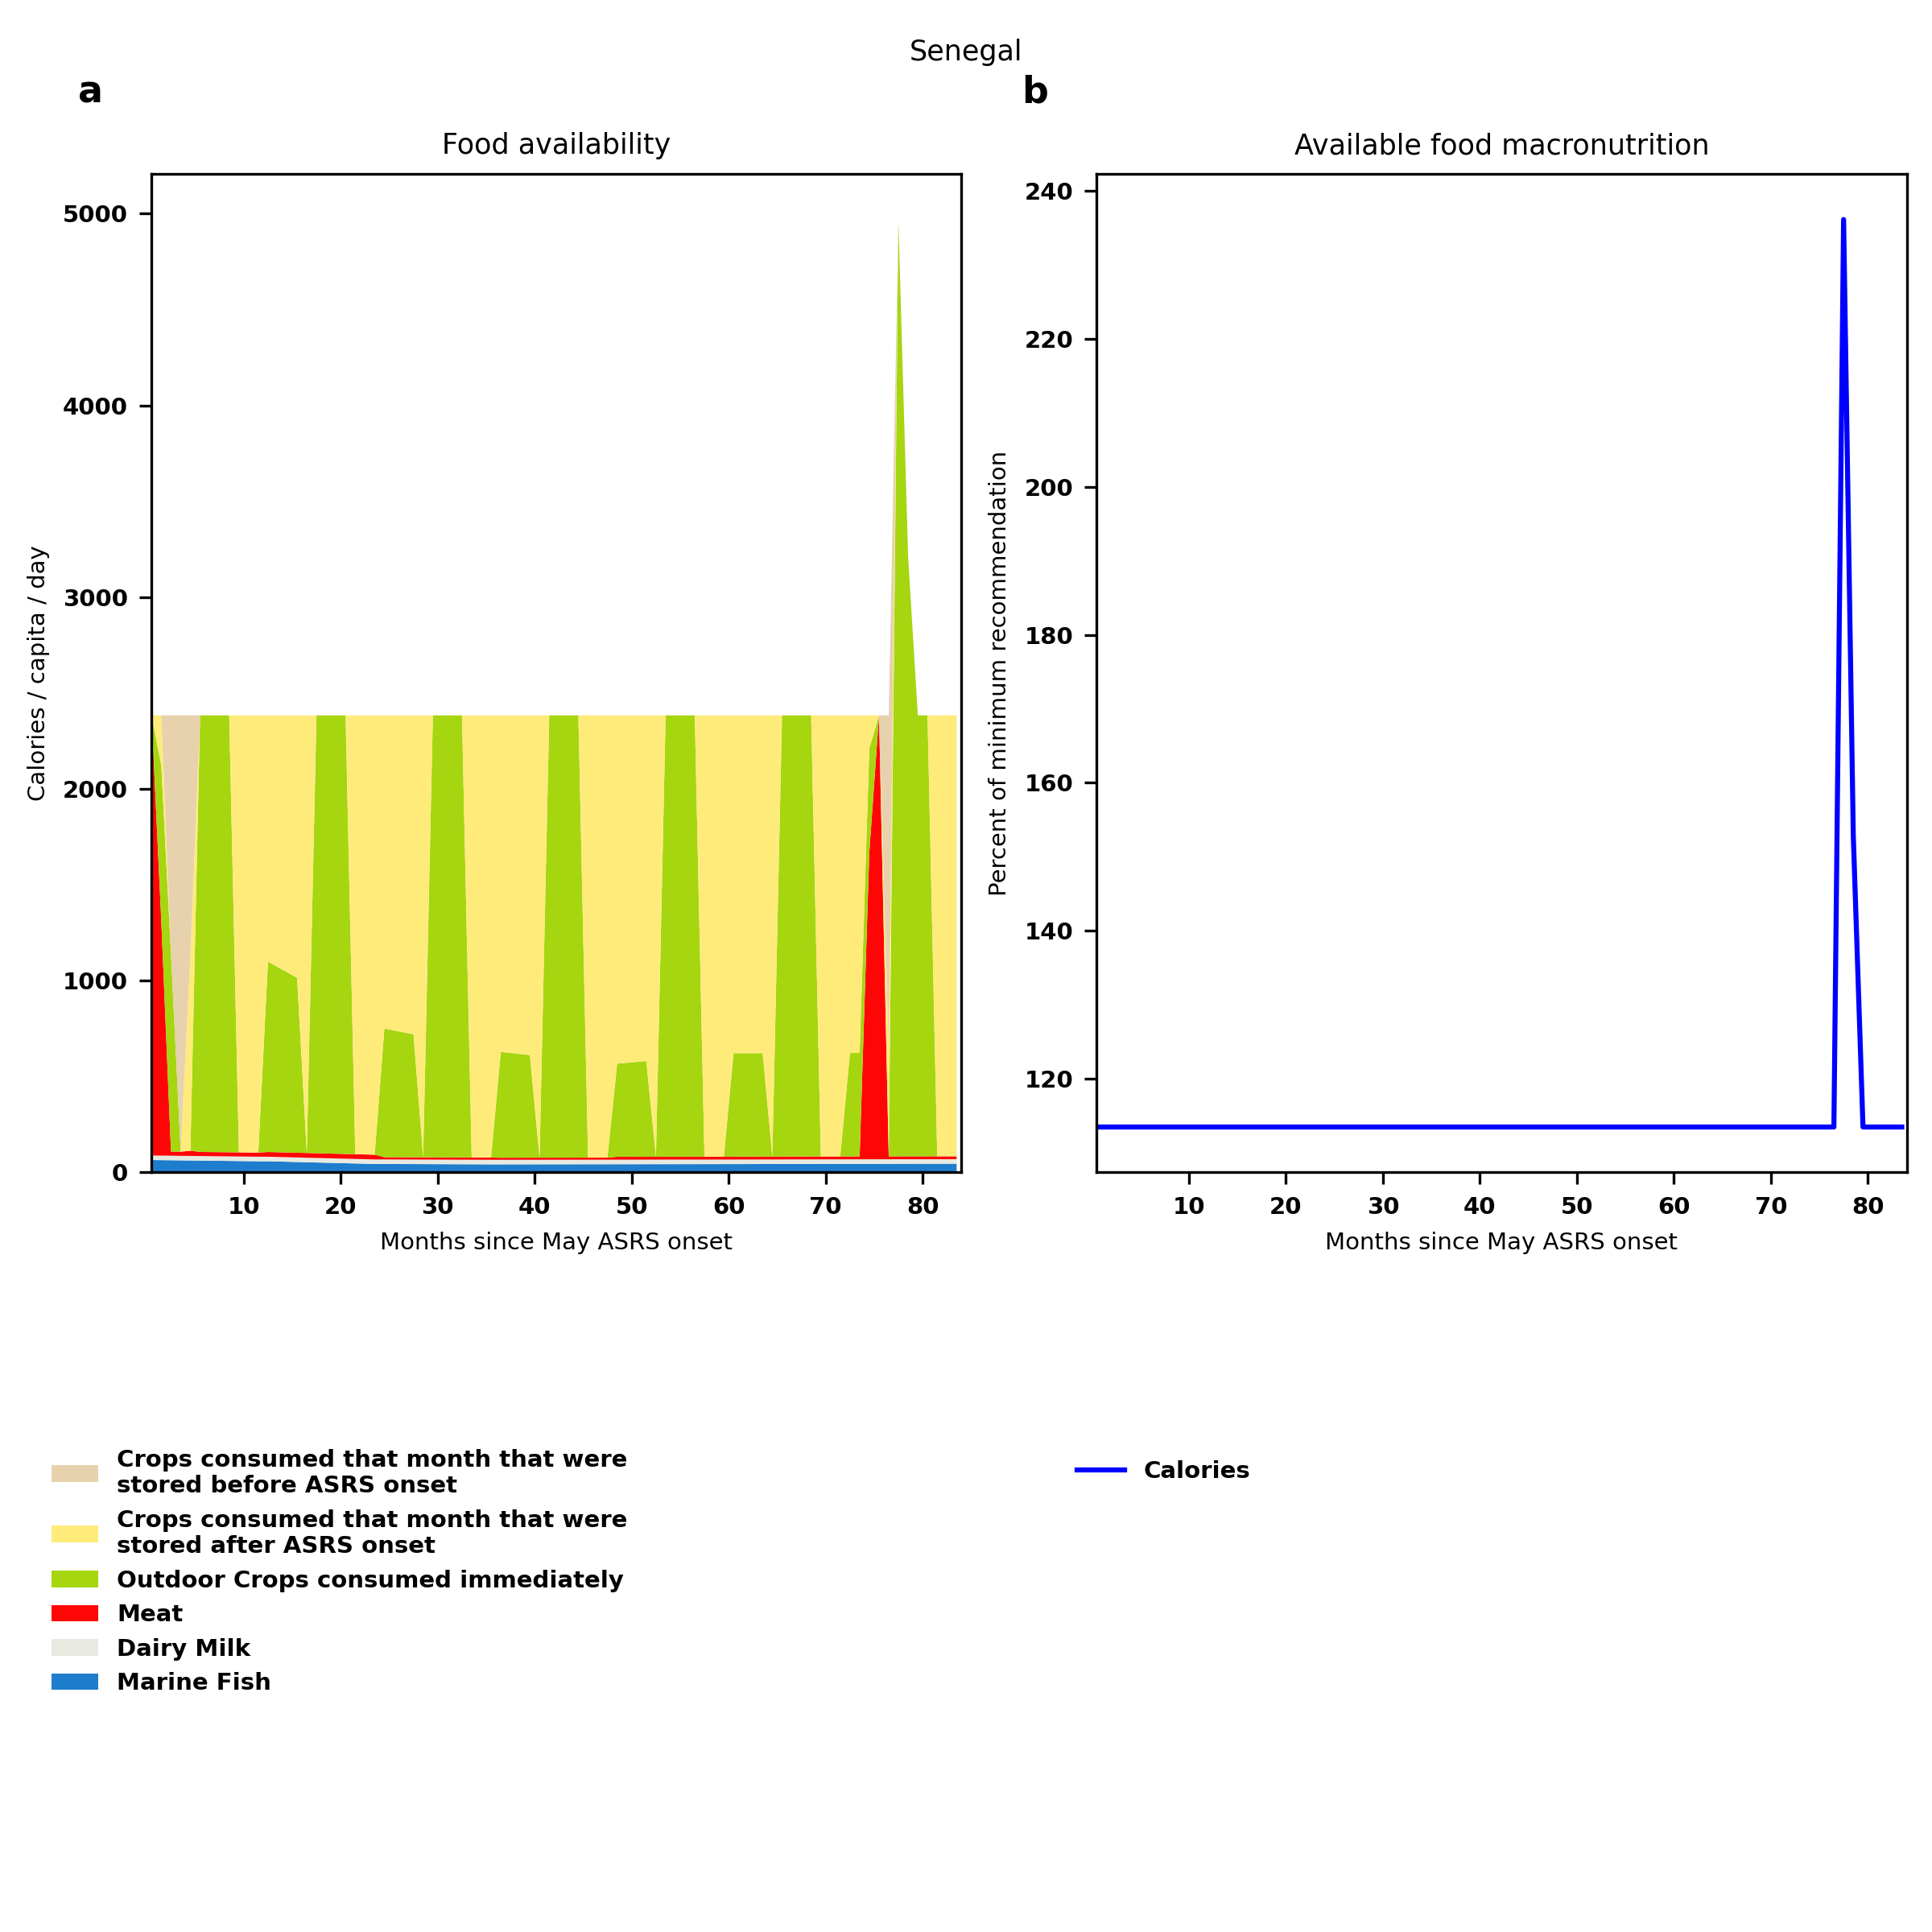 Senegal
a
Food availability
5000
4000
3000
2000
1000
0
Calories / capita / day
10 20 30 40 50 60 70 80
Months since May ASRS onset
b
Available food macronutrition
240
220
200
180
160
140
120
Percent of minimum recommendation
10 20 30 40 50 60 70 80
Months since May ASRS onset
Crops consumed that month that were
stored before ASRS onset
Crops consumed that month that were
stored after ASRS onset
Outdoor Crops consumed immediately
Meat
Dairy Milk
Marine Fish
Calories